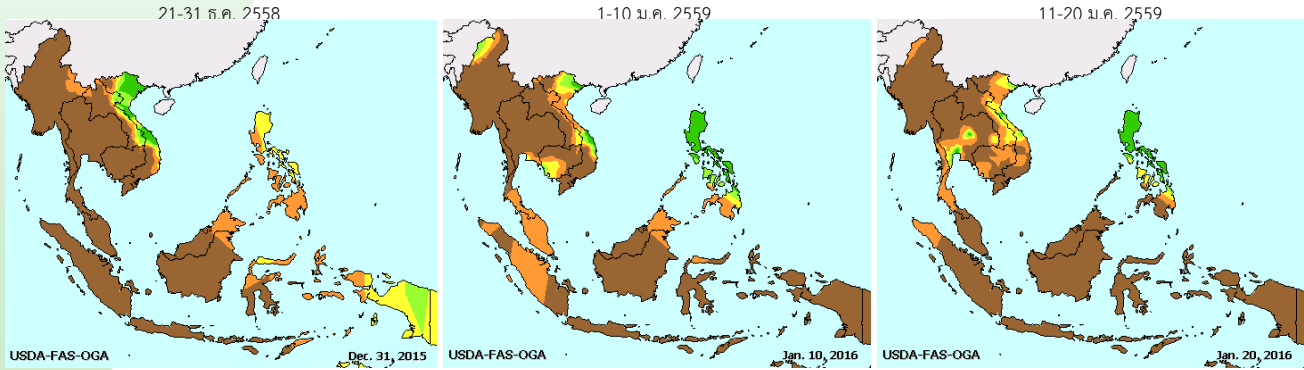 21-31 ธ.ค. 2558
1-10 ม.ค. 2559
11-20 ม.ค. 2559
USDA-FAS-OGA
Dec. 31, 2015
USDA-FAS-OGA
Jan. 10, 2016
USDA-FAS-OGA
Jan. 20, 2016